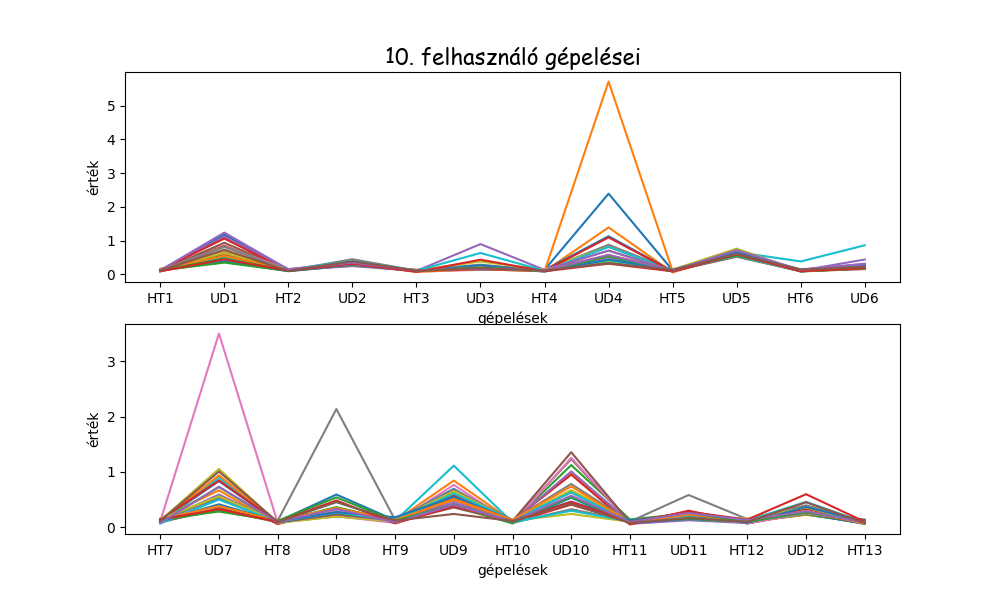 10. felhasználó gépelései
érték
5
4
3
2
1
0
HT1 UD1 HT2 UD2 HT3 UD3 HT4 UD4 HT5 UD5 HT6 UD6
gépelések
érték
3
2
1
0
HT7 UD7 HT8 UD8 HT9 UD9 HT10 UD10 HT11 UD11 HT12 UD12 HT13
gépelések